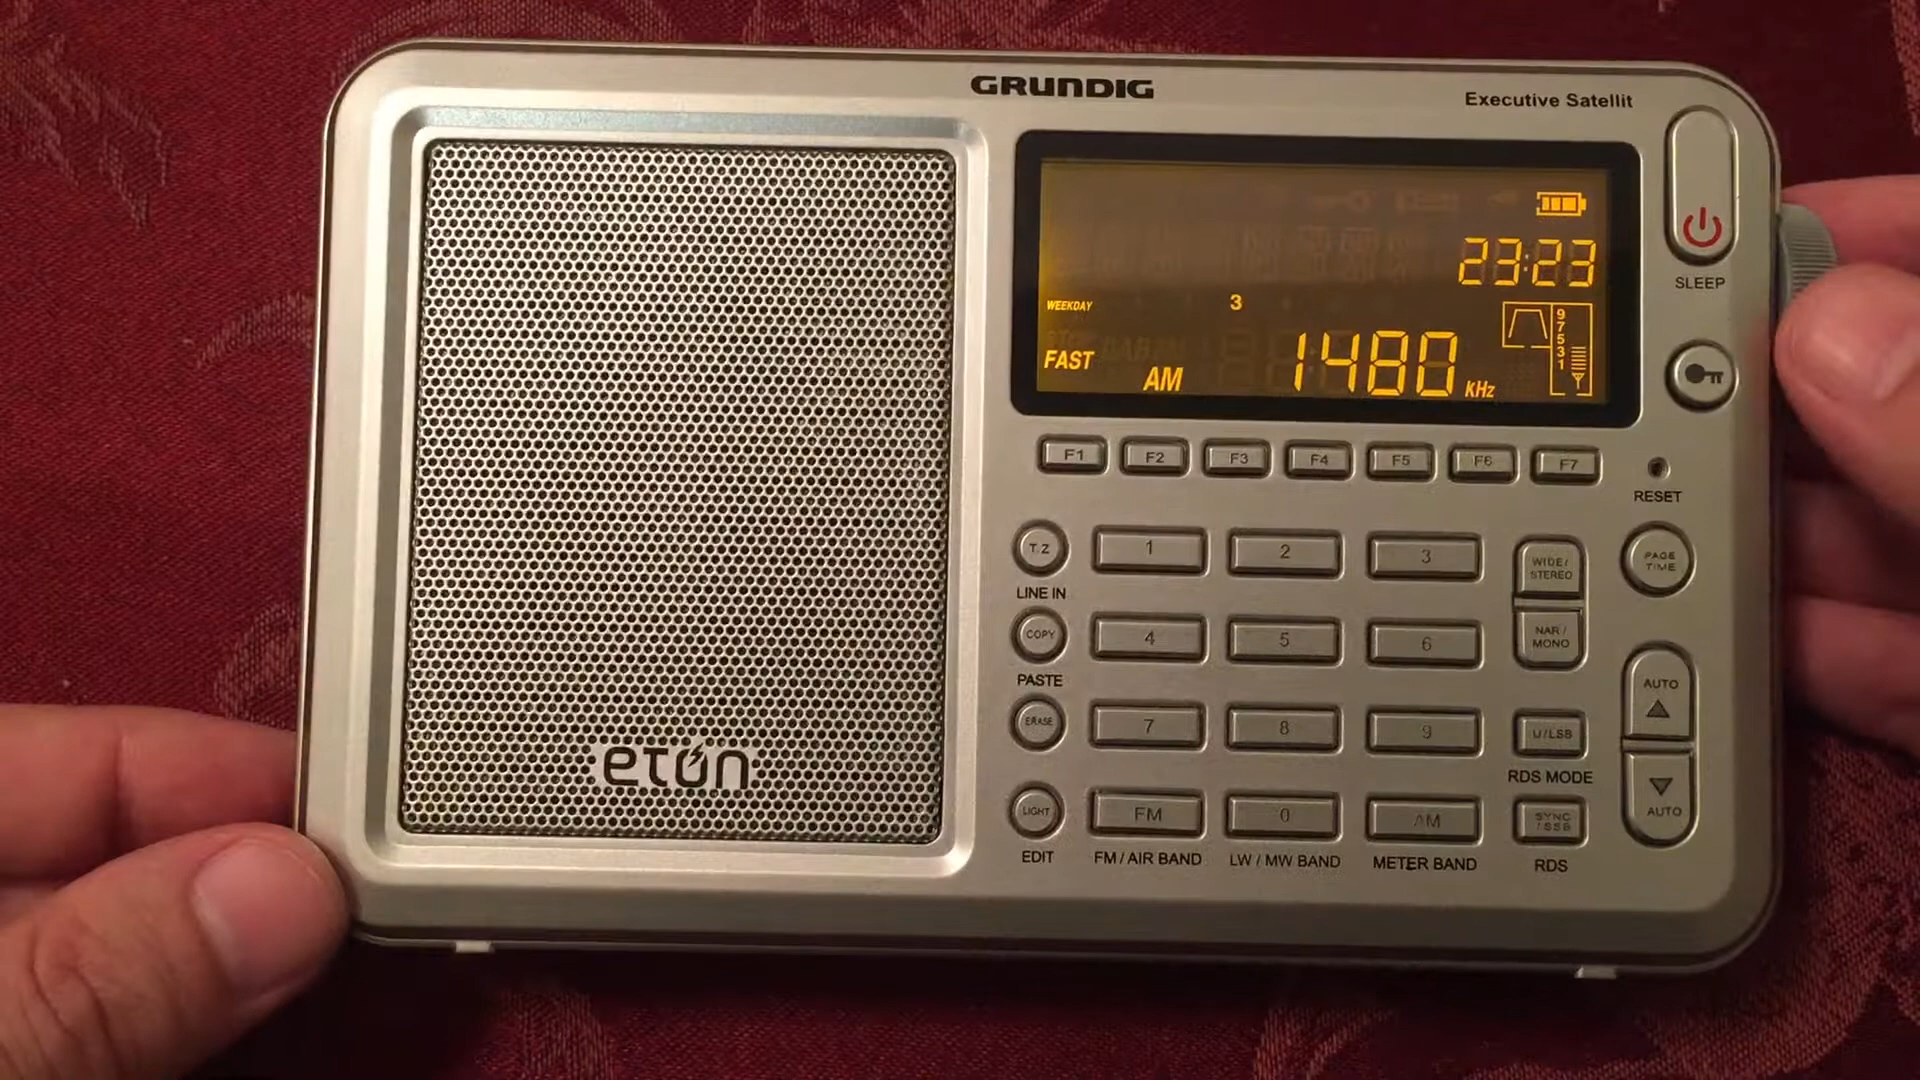 GRUNDIG
Executive Satellit
23:23
WEEKDAY
3
FAST
AM
1480
KHz
9
7
5
3
1
SLEEP
F1 F2 F3 F4 F5 F6 F7
RESET
T.Z
1 2 3
WIDE/
STEREO
PAGE
TIME
LINE IN
COPY
4 5 6
NAR/
MONO
PASTE
ERASE
7 8 9
U/LSB
AUTO
AUTO
RDS MODE
LIGHT
FM 0 AM
SYNC
/SSB
EDIT
FM / AIR BAND
LW / MW BAND
METER BAND
RDS
etón